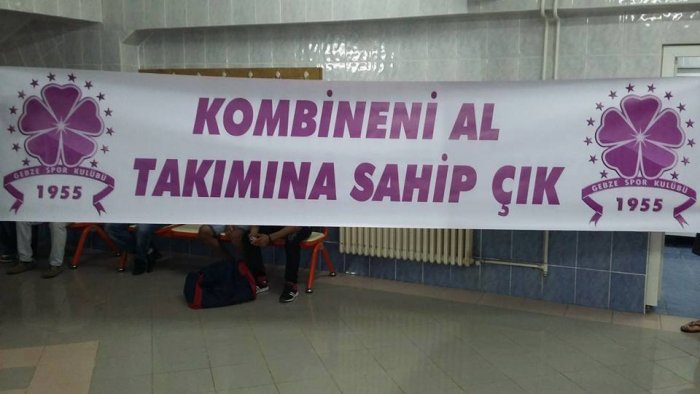 KOMBİNENİ AL
TAKIMINA SAHİP ÇIK
GEBZE SPOR KULÜBÜ
1955
GEBZE SPOR KULÜBÜ
1955